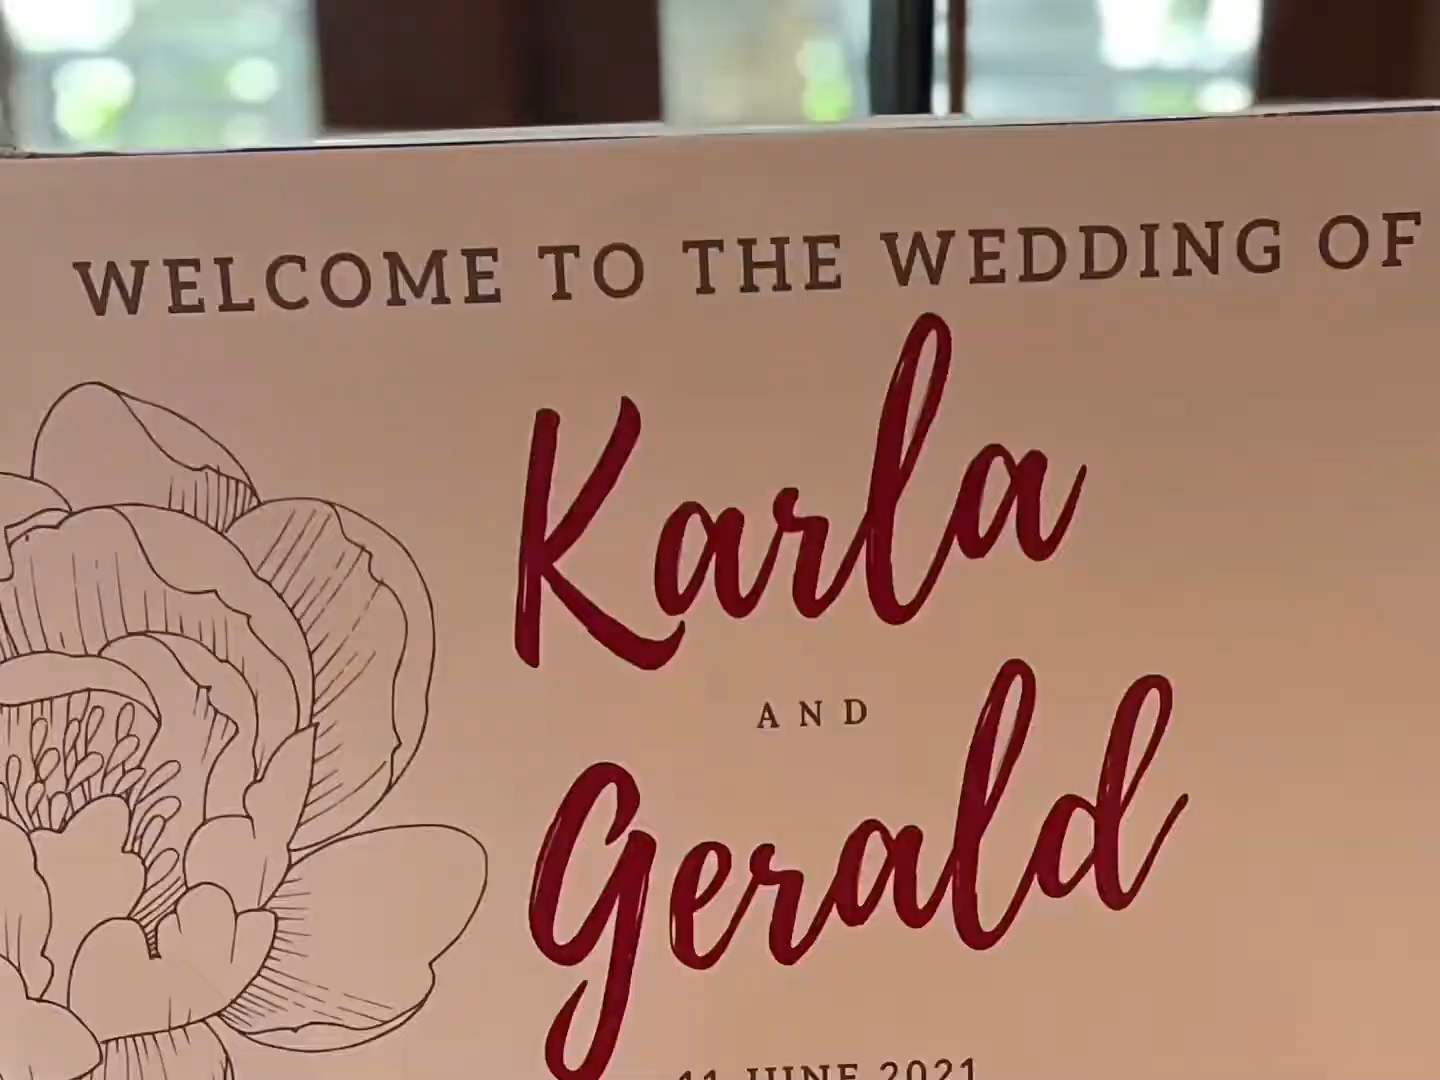 WELCOME TO THE WEDDING OF
Karla
AND
Gerald
11 JUNE 2021